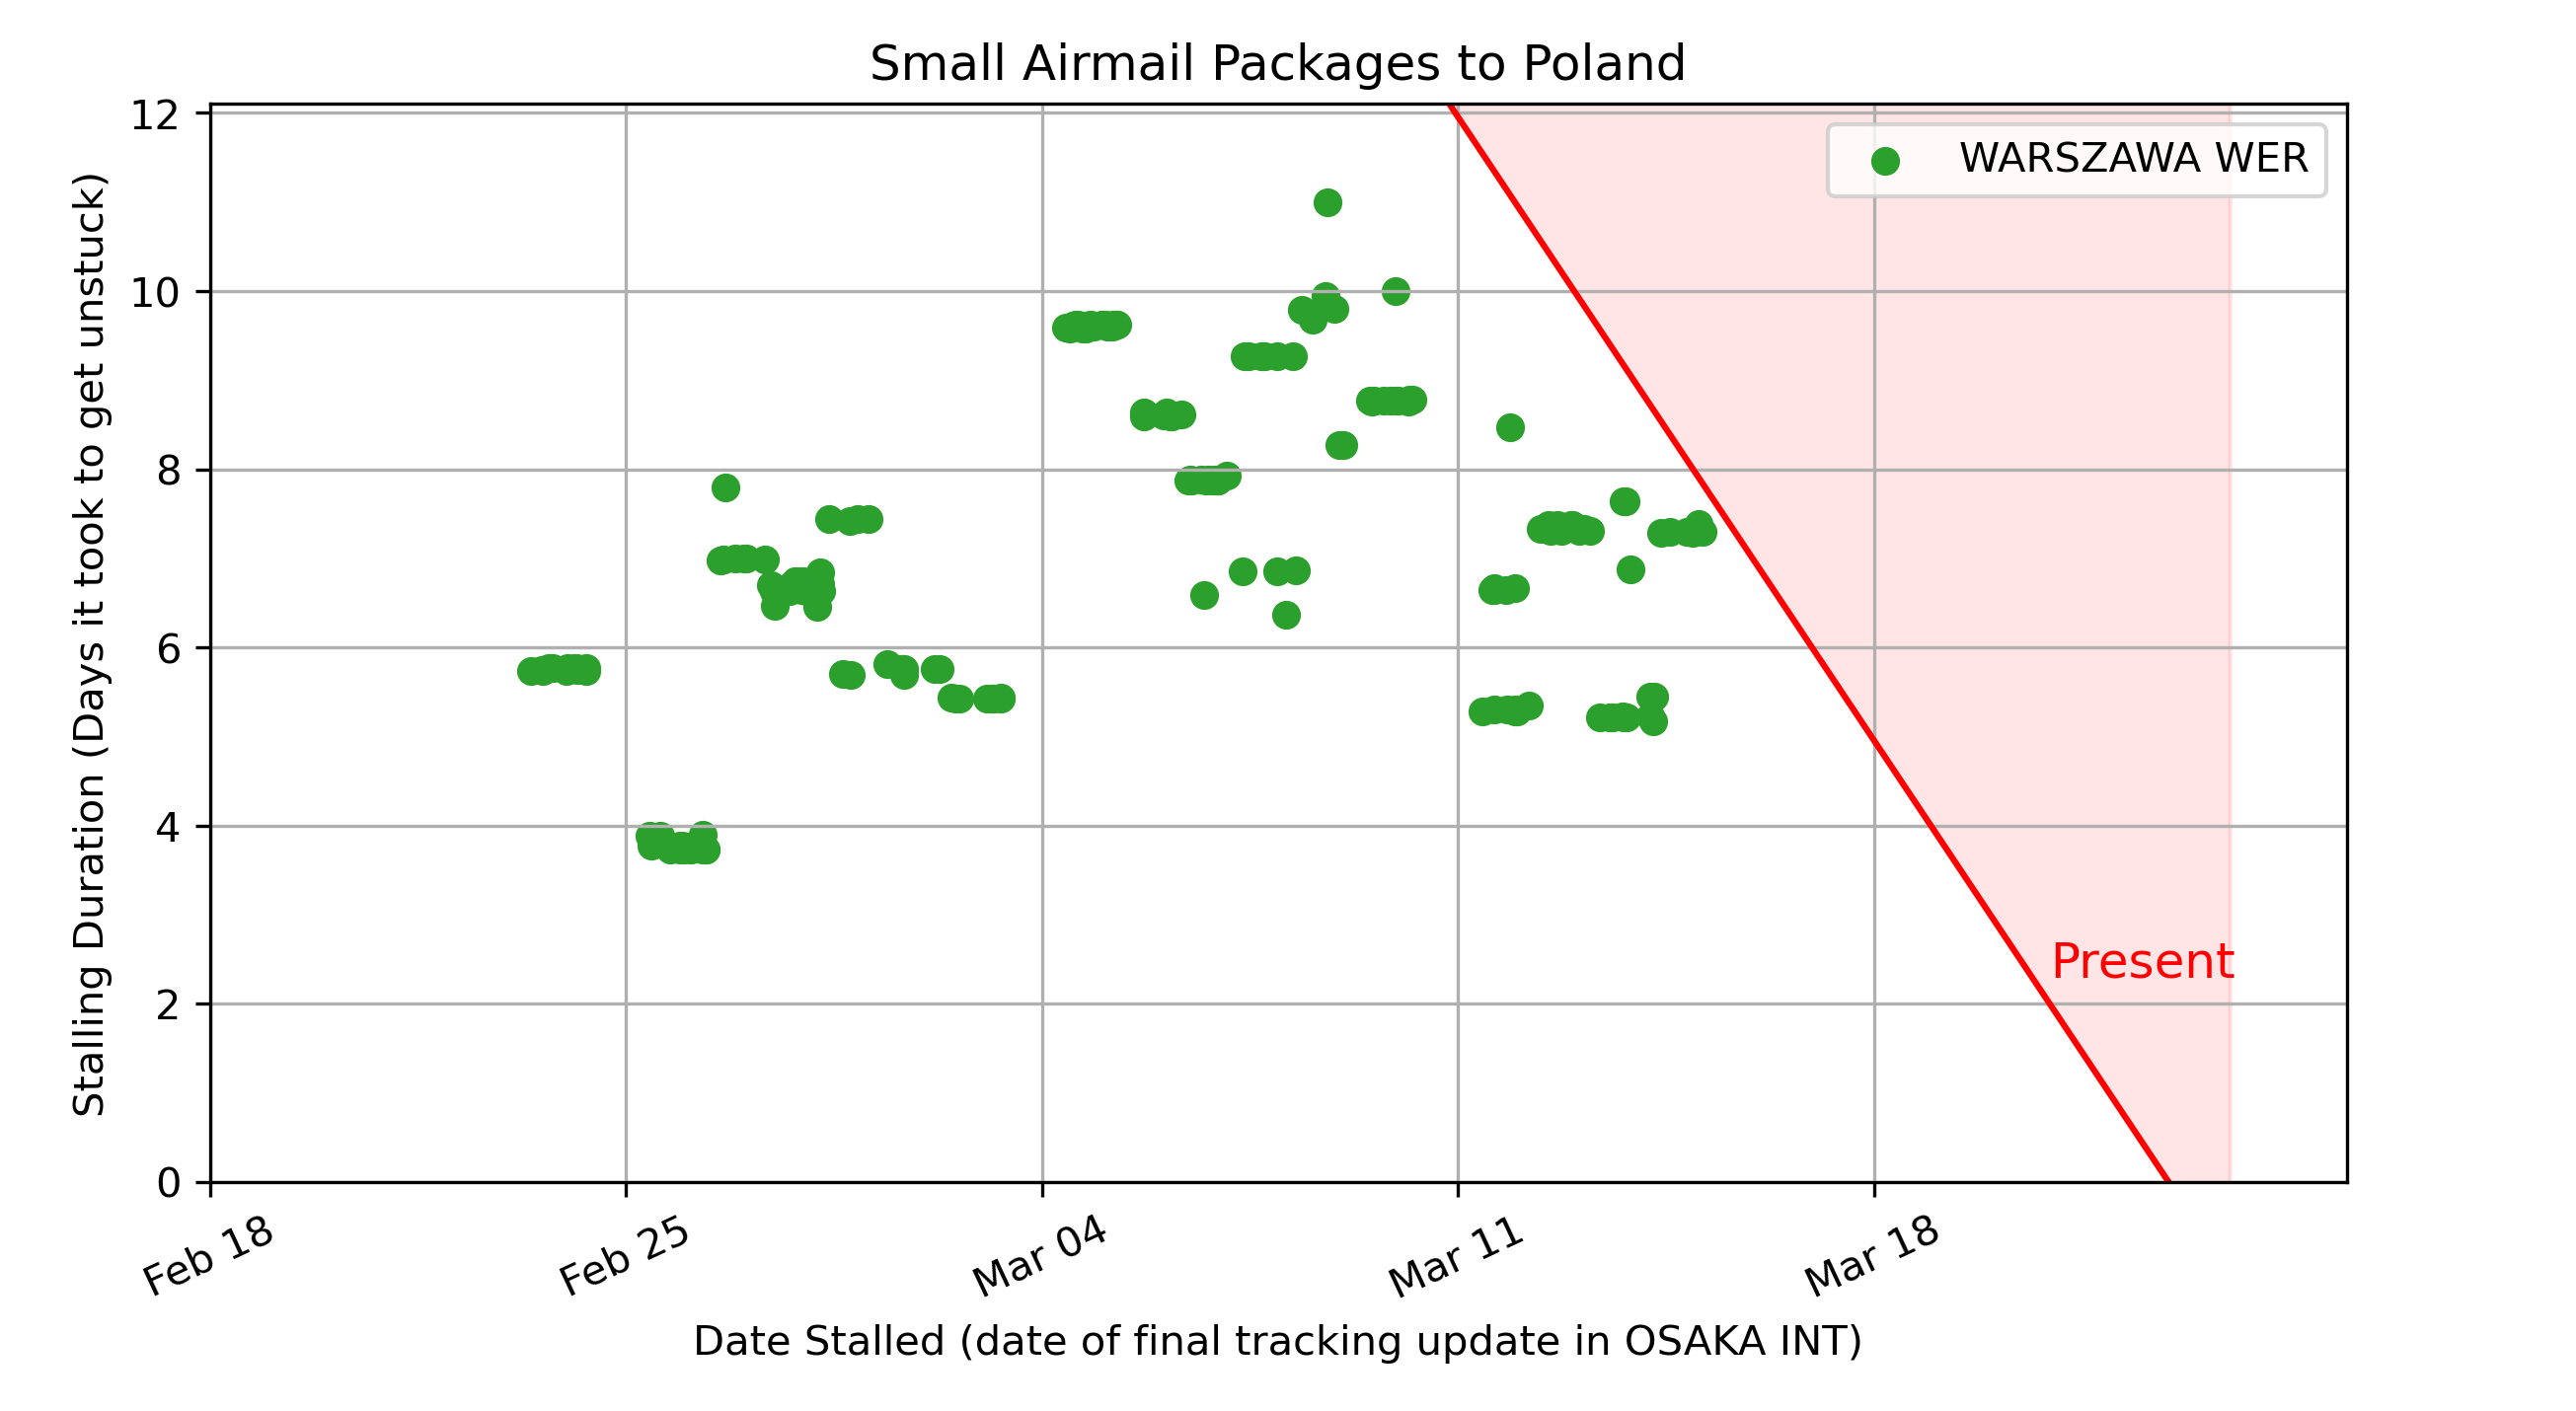 Small Airmail Packages to Poland
Stalling Duration (Days it took to get unstuck)
12
10
8
6
4
2
0
WARSZAWA WER
Present
Feb 18
Feb 25
Mar 04
Mar 11
Mar 18
Date Stalled (date of final tracking update in OSAKA INT)